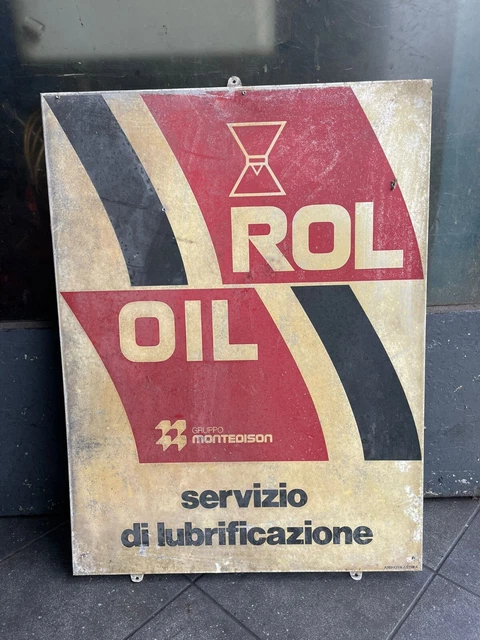 ROL
OIL
GRUPPO
MONTEDISON
servizio
di lubrificazione